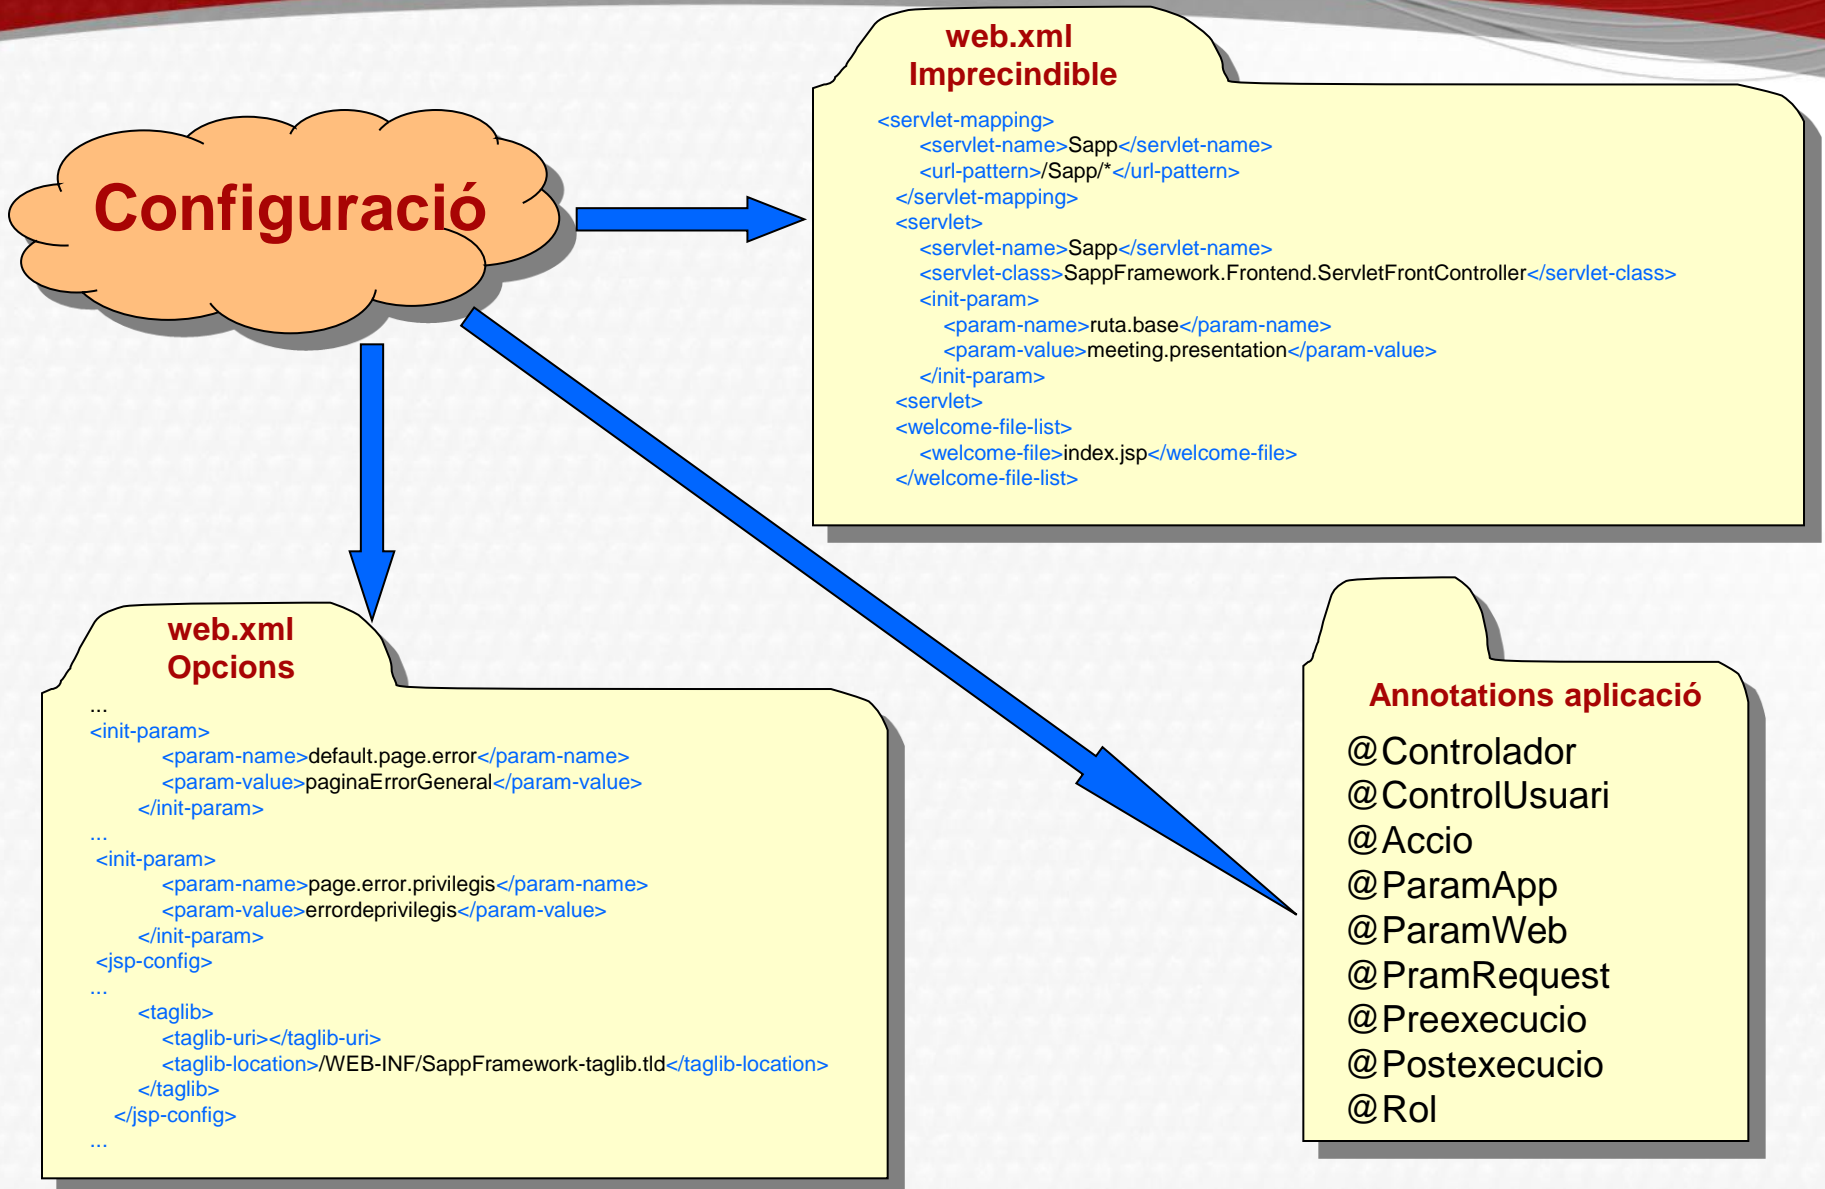 Configuració
web.xml
Imprecindible
<servlet-mapping>
<servlet-name>Sapp</servlet-name>
<url-pattern>/Sapp/*</url-pattern>
</servlet-mapping>
<servlet>
<servlet-name>Sapp</servlet-name>
<servlet-class>SappFramework.Frontend.ServletFrontController</servlet-class>
<init-param>
<param-name>ruta.base</param-name>
<param-value>meeting.presentation</param-value>
</init-param>
<servlet>
<welcome-file-list>
<welcome-file>index.jsp</welcome-file>
</welcome-file-list>
web.xml
Opcions
...
<init-param>
<param-name>default.page.error</param-name>
<param-value>paginaErrorGeneral</param-value>
</init-param>
...
<init-param>
<param-name>page.error.privilegis</param-name>
<param-value>errordeprivilegis</param-value>
</init-param>
<jsp-config>
...
<taglib>
<taglib-uri></taglib-uri>
<taglib-location>/WEB-INF/SappFramework-taglib.tld</taglib-location>
</taglib>
</jsp-config>
...
Annotations aplicació
@Controlador
@ControlUsuari
@Accio
@ParamApp
@ParamWeb
@PramRequest
@Preexecucio
@Postexecucio
@Rol